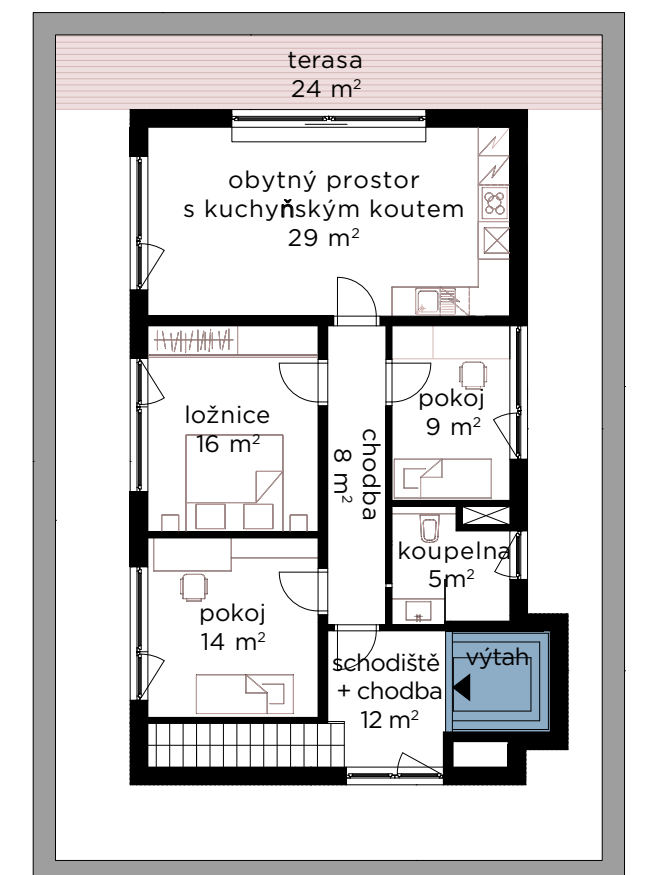 terasa
24 m²
obytný prostor
s kuchyňským koutem
29 m²
ložnice
16 m²
pokoj
9 m²
chodba
8 m²
koupelna
5m²
pokoj
14 m²
schodiště
+ chodba
12 m²
výtah